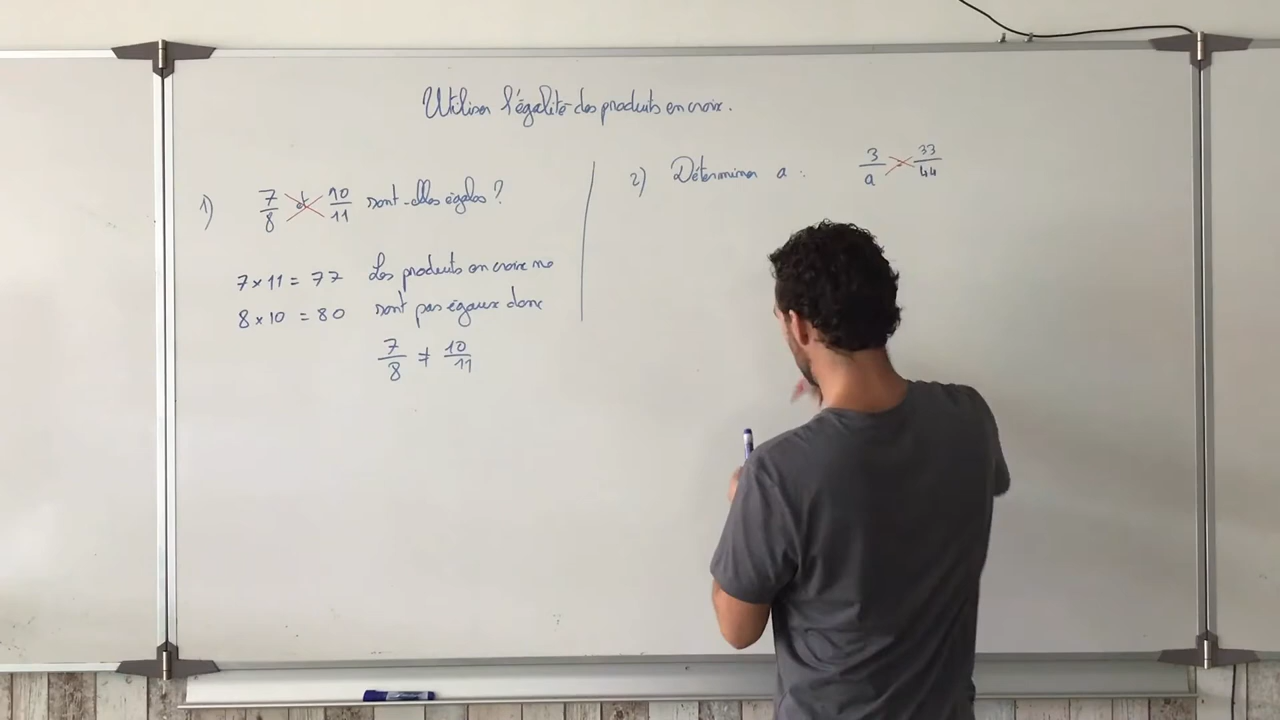 Utiliser l'égalité des produits en croix.
1) 7/8 et 10/11 sont-elles égales ?
7 × 11 = 77 Les produits en croix ne
8 × 10 = 80 sont pas égaux donc
7/8 ≠ 10/11
2) Déterminer a : 3/a = 33/44